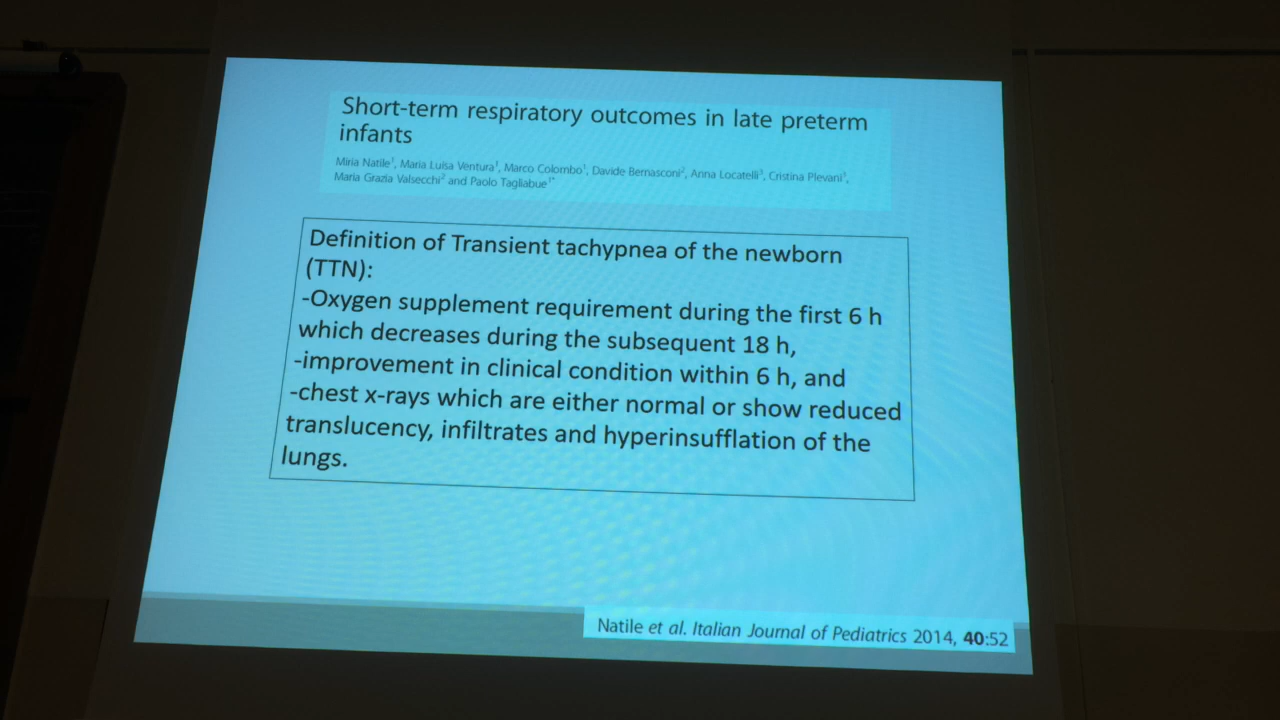 Short-term respiratory outcomes in late preterm
infants
Miria Natile¹, Maria Luisa Ventura¹, Marco Colombo¹, Davide Bernasconi², Anna Locatelli³, Cristina Plevani³,
Maria Grazia Valsecchi² and Paolo Tagliabue¹*
Definition of Transient tachypnea of the newborn
(TTN):
-Oxygen supplement requirement during the first 6 h
which decreases during the subsequent 18 h,
-improvement in clinical condition within 6 h, and
-chest x-rays which are either normal or show reduced
translucency, infiltrates and hyperinsufflation of the
lungs.
Natile et al. Italian Journal of Pediatrics 2014, 40:52